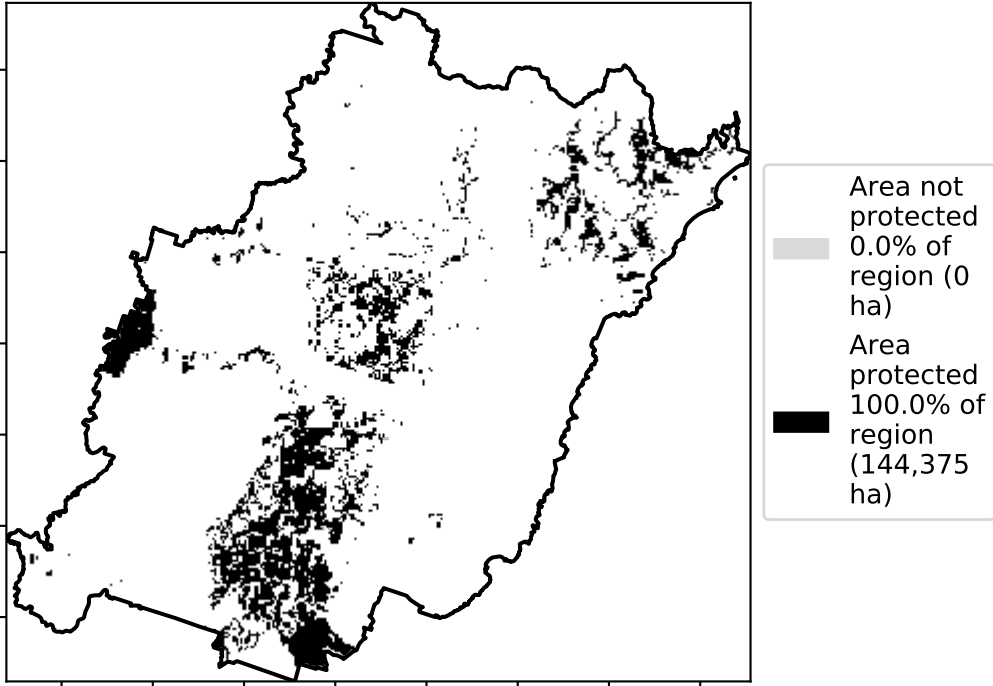 Area not
protected
0.0% of
region (0
ha)
Area
protected
100.0% of
region
(144,375
ha)